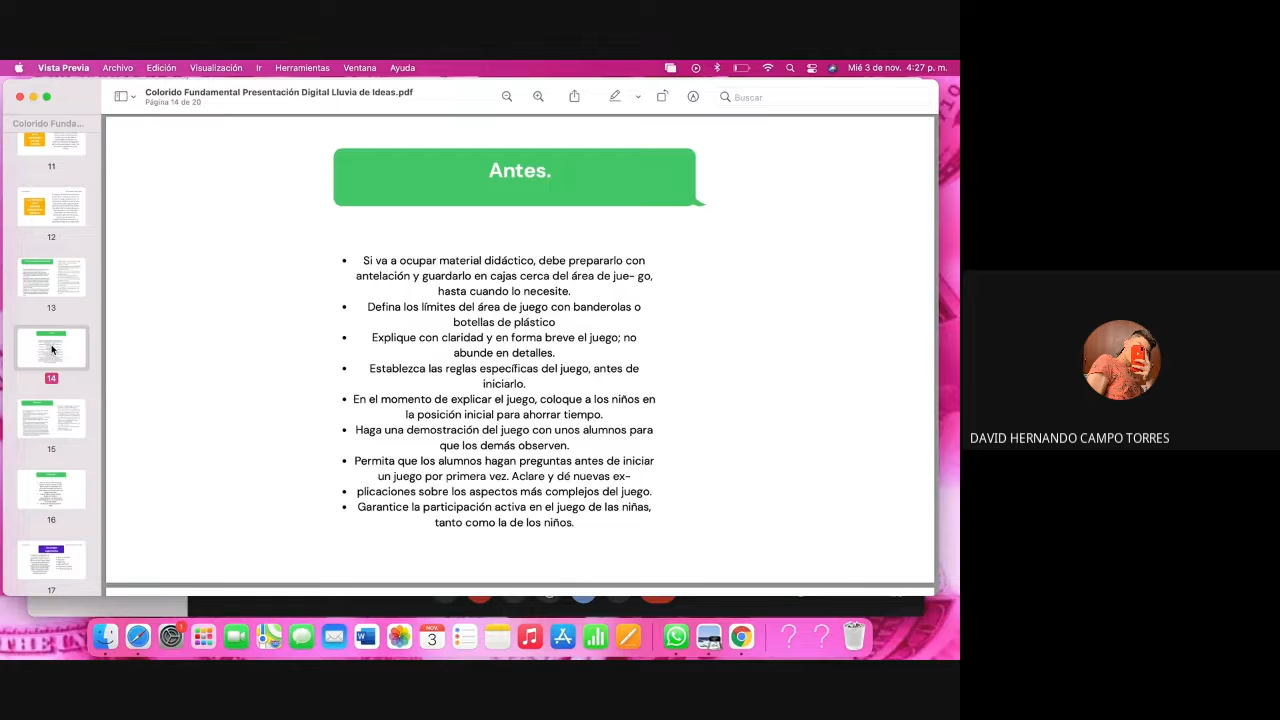 Vista Previa Archivo Edición Visualización Ir Herramientas Ventana Ayuda Mié 3 de nov. 4:27 p. m.
Colorido Fundamental Presentación Digital Lluvia de Ideas.pdf
Página 14 de 20
Buscar
Colorido Funda...
11
12
13
14
15
16
17
Antes.
• Si va a ocupar material didáctico, debe prepararlo con
antelación y guardarlo en cajas cerca del área de jue- go,
hasta cuando lo necesite.
• Defina los límites del área de juego con banderolas o
botellas de plástico
• Explique con claridad y en forma breve el juego; no
abunde en detalles.
• Establezca las reglas específicas del juego, antes de
iniciarlo.
• En el momento de explicar el juego, coloque a los niños en
la posición inicial para ahorrar tiempo.
• Haga una demostración del juego con unos alumnos para
que los demás observen.
• Permita que los alumnos hagan preguntas antes de iniciar
un juego por primera vez. Aclare y dé nuevas ex-
• plicaciones sobre los aspectos más complejos del juego.
• Garantice la participación activa en el juego de las niñas,
tanto como la de los niños.
DAVID HERNANDO CAMPO TORRES
NOV.
3